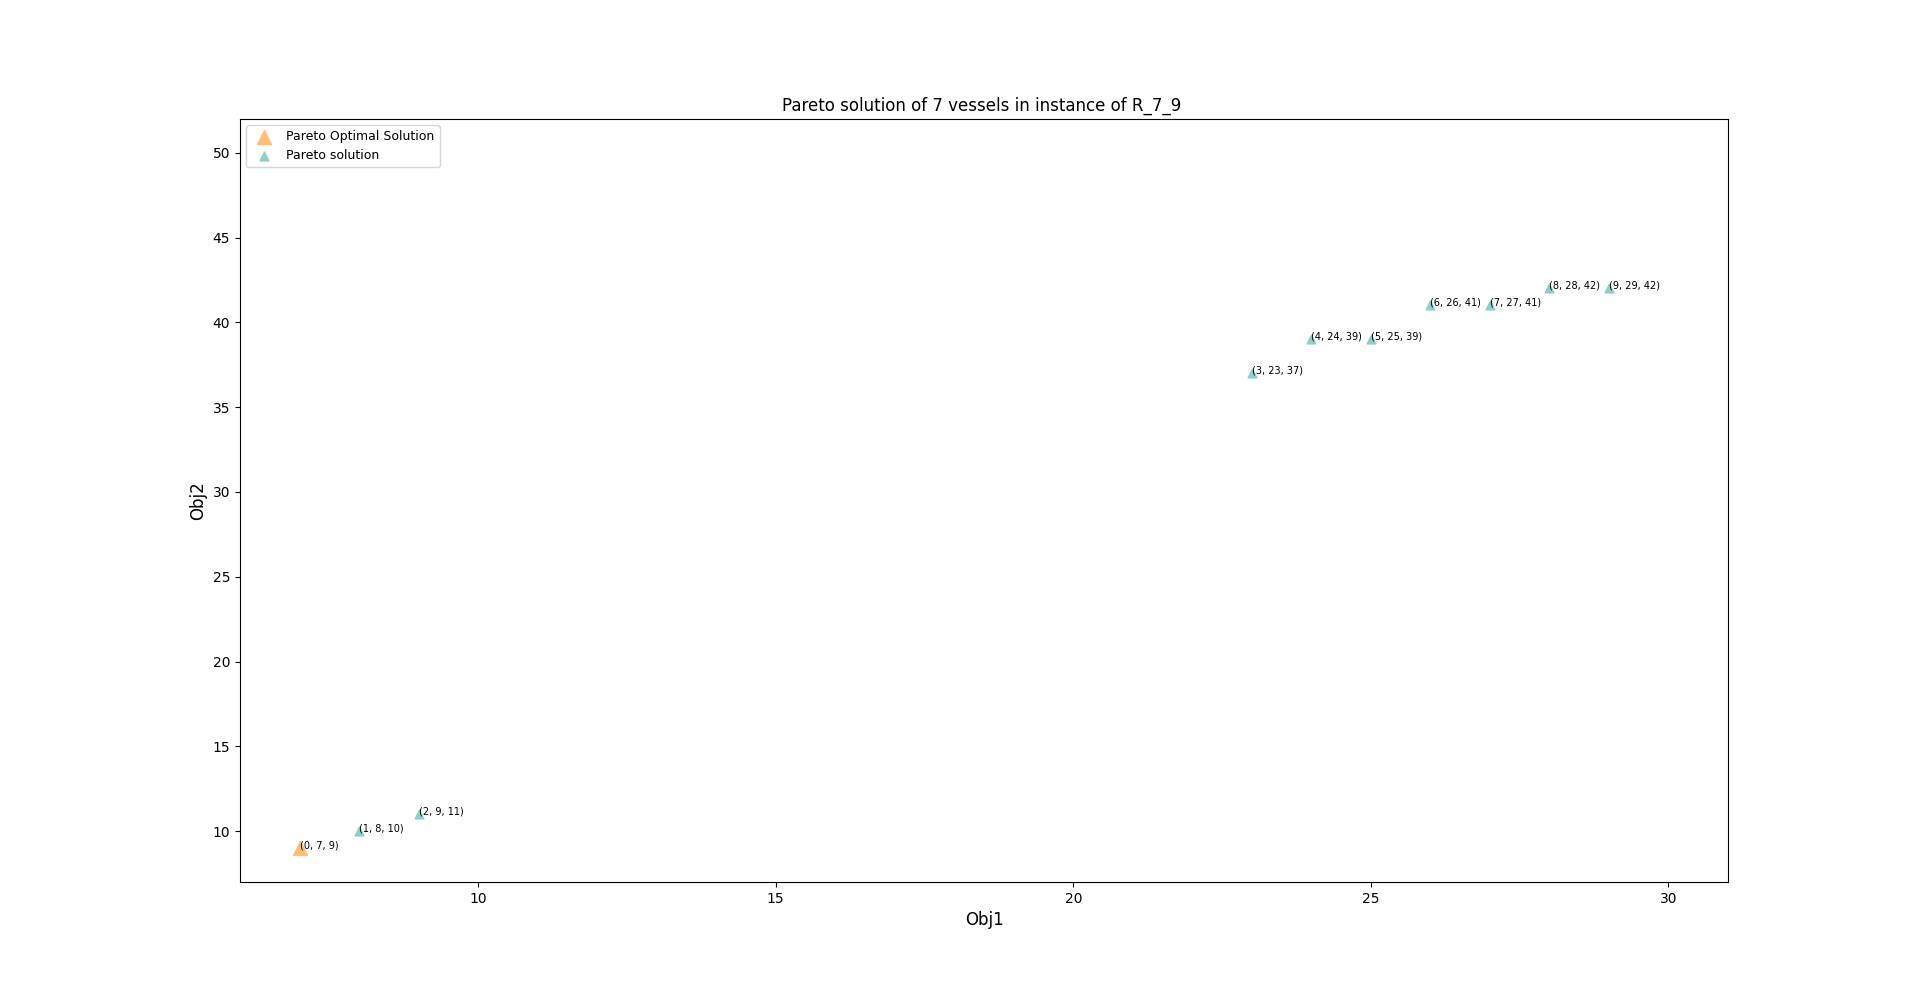 Pareto solution of 7 vessels in instance of R_7_9
Pareto Optimal Solution
Pareto solution
50
45
40
35
30
25
20
15
10
Obj2
(8, 28, 42)
(9, 29, 42)
(6, 26, 41)
(7, 27, 41)
(4, 24, 39)
(5, 25, 39)
(3, 23, 37)
(2, 9, 11)
(1, 8, 10)
(0, 7, 9)
10
15
20
25
30
Obj1